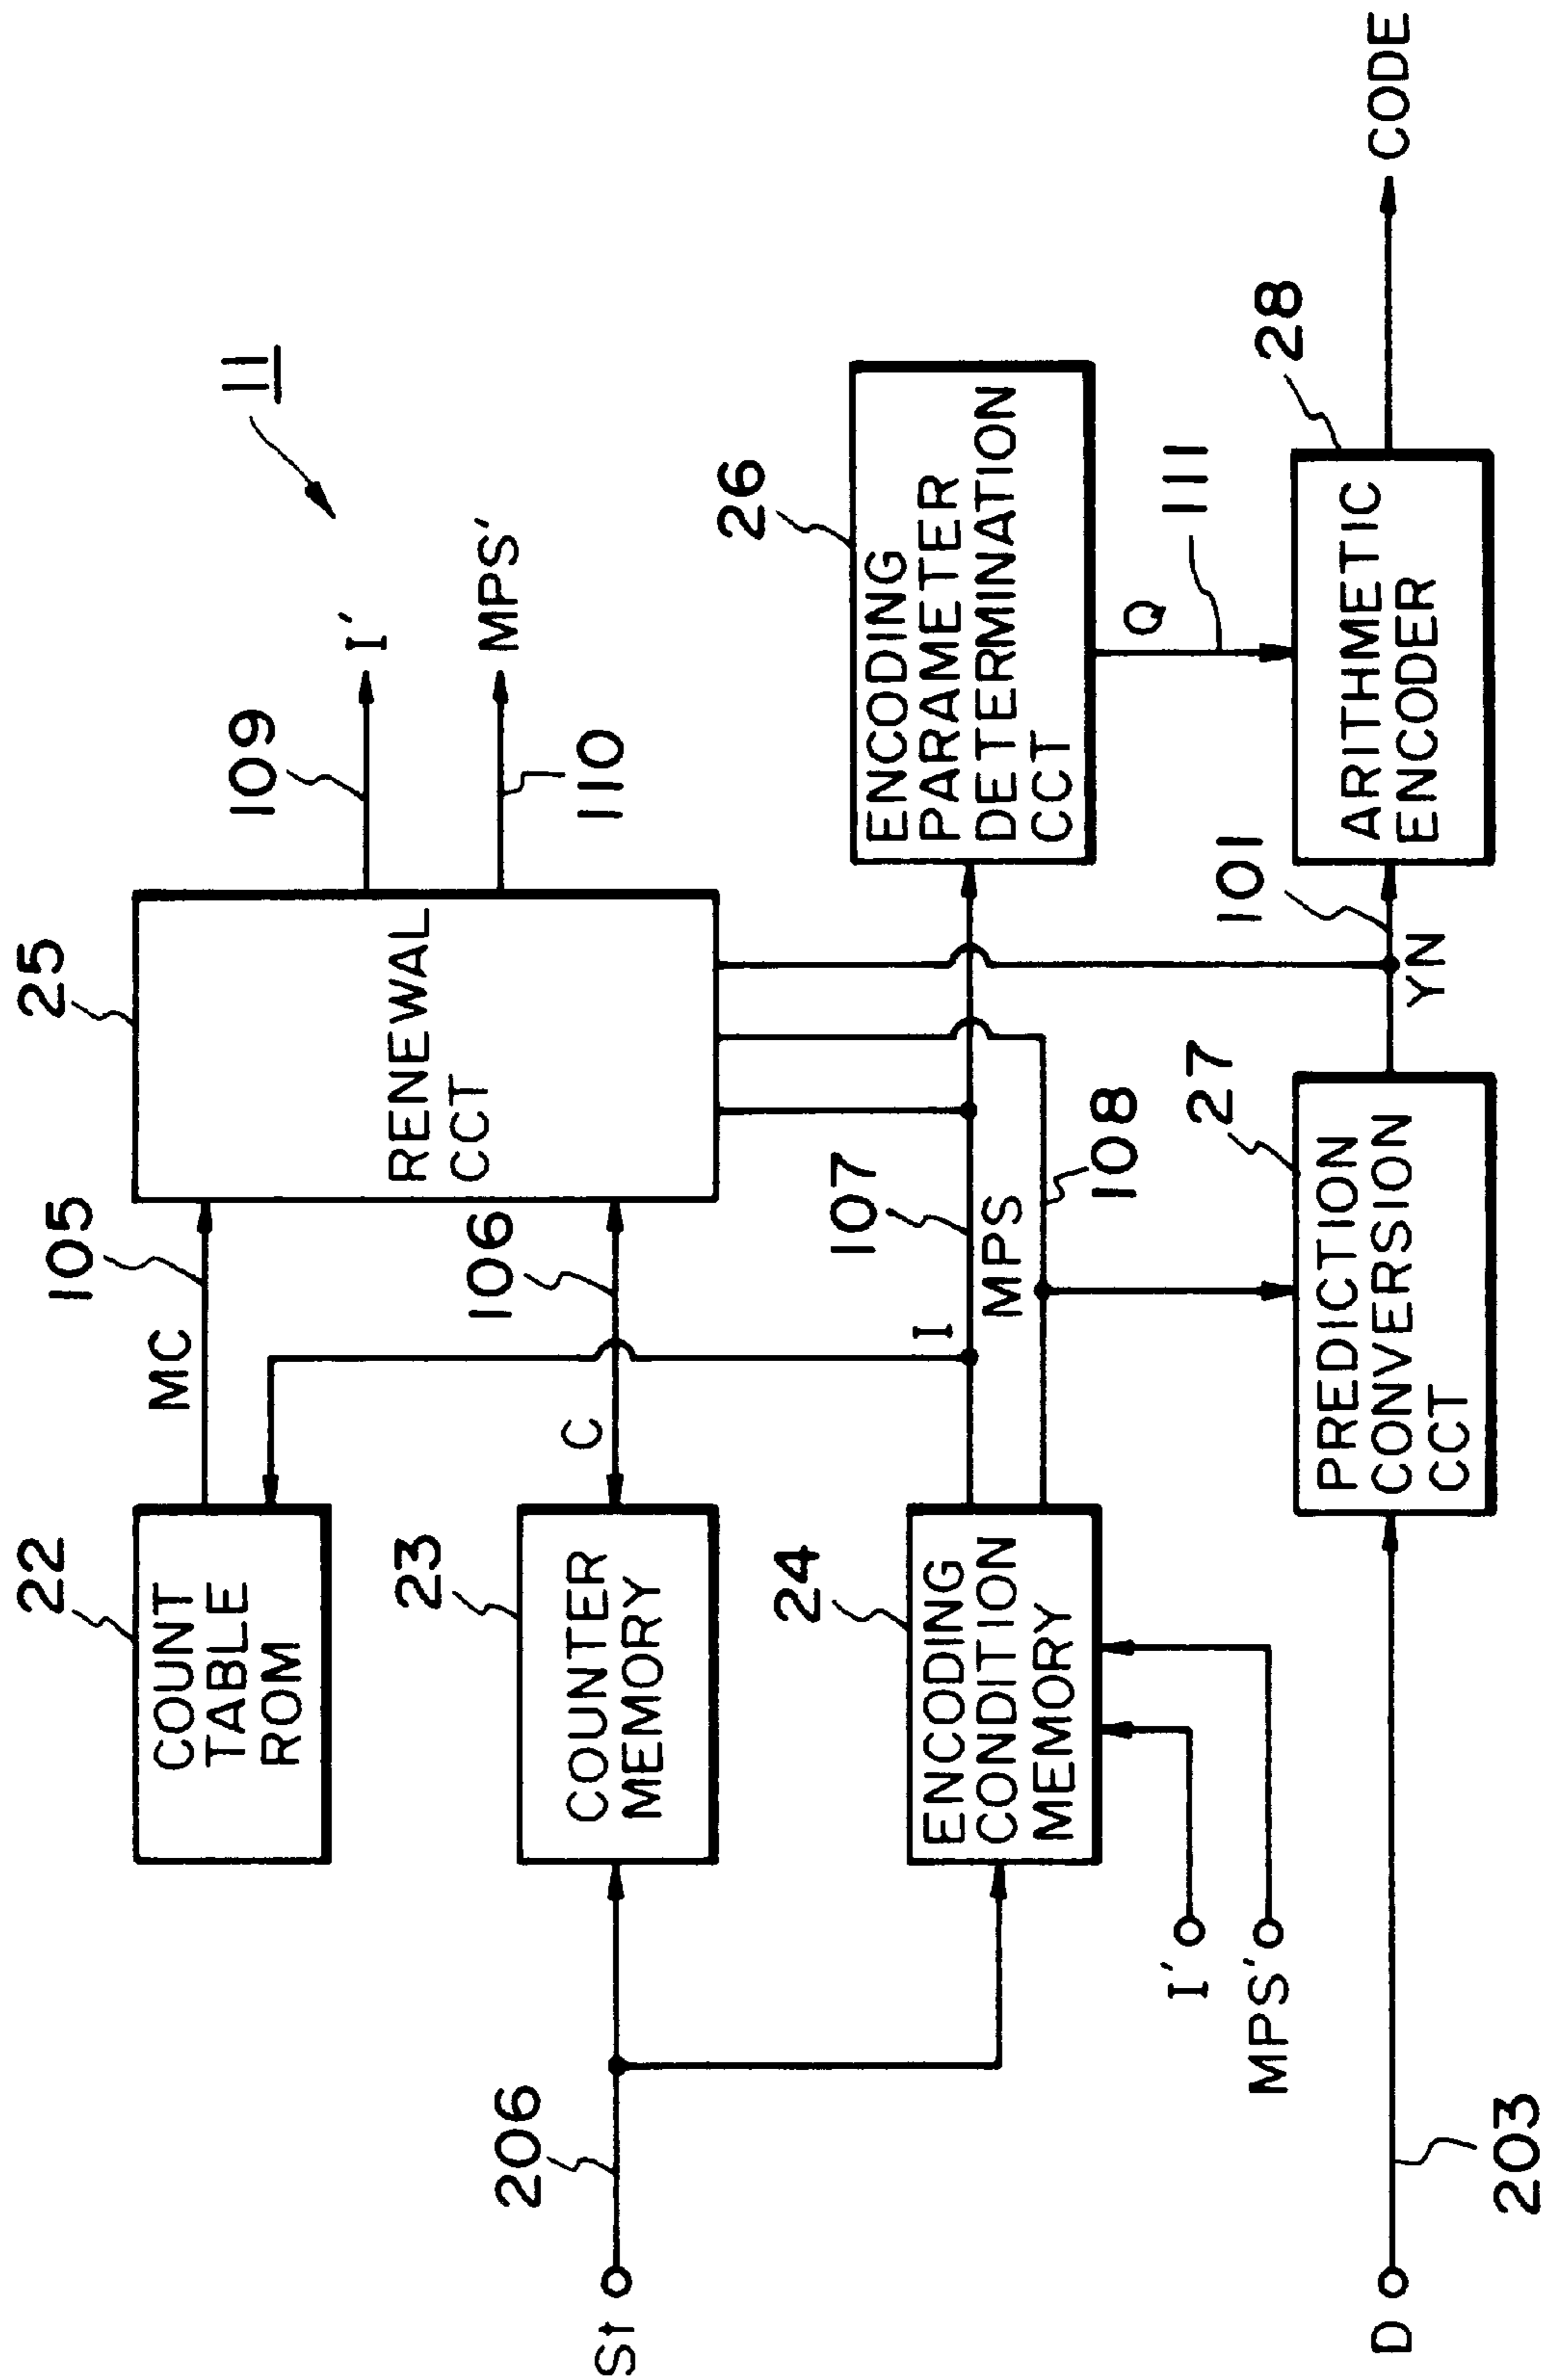 11
22
COUNT
TABLE
ROM
MC
105
25
RENEWAL
CCT
109
I'
MPS'
110
St
206
23
COUNTER
MEMORY
C
106
24
ENCODING
CONDITION
MEMORY
I
107
MPS
108
I'
MPS'
26
ENCODING
PARAMETER
DETERMINATION
CCT
Q
111
D
203
27
PREDICTION
CONVERSION
CCT
YN
101
28
ARITHMETIC
ENCODER
CODE